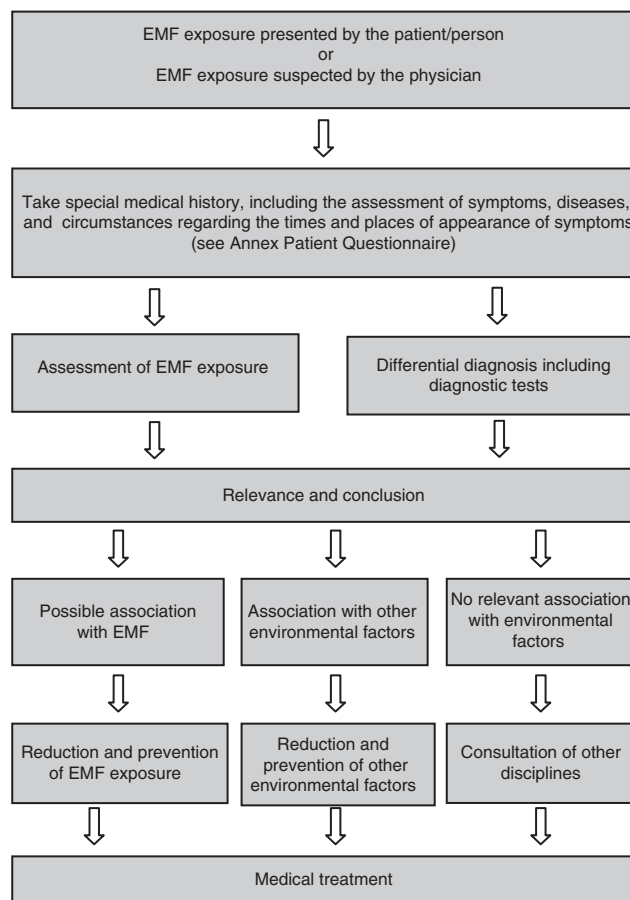 EMF exposure presented by the patient/person
or
EMF exposure suspected by the physician
Take special medical history, including the assessment of symptoms, diseases,
and circumstances regarding the times and places of appearance of symptoms
(see Annex Patient Questionnaire)
Assessment of EMF exposure
Differential diagnosis including
diagnostic tests
Relevance and conclusion
Possible association
with EMF
Association with other
environmental factors
No relevant association
with environmental
factors
Reduction and prevention
of EMF exposure
Reduction and
prevention of other
environmental factors
Consultation of other
disciplines
Medical treatment